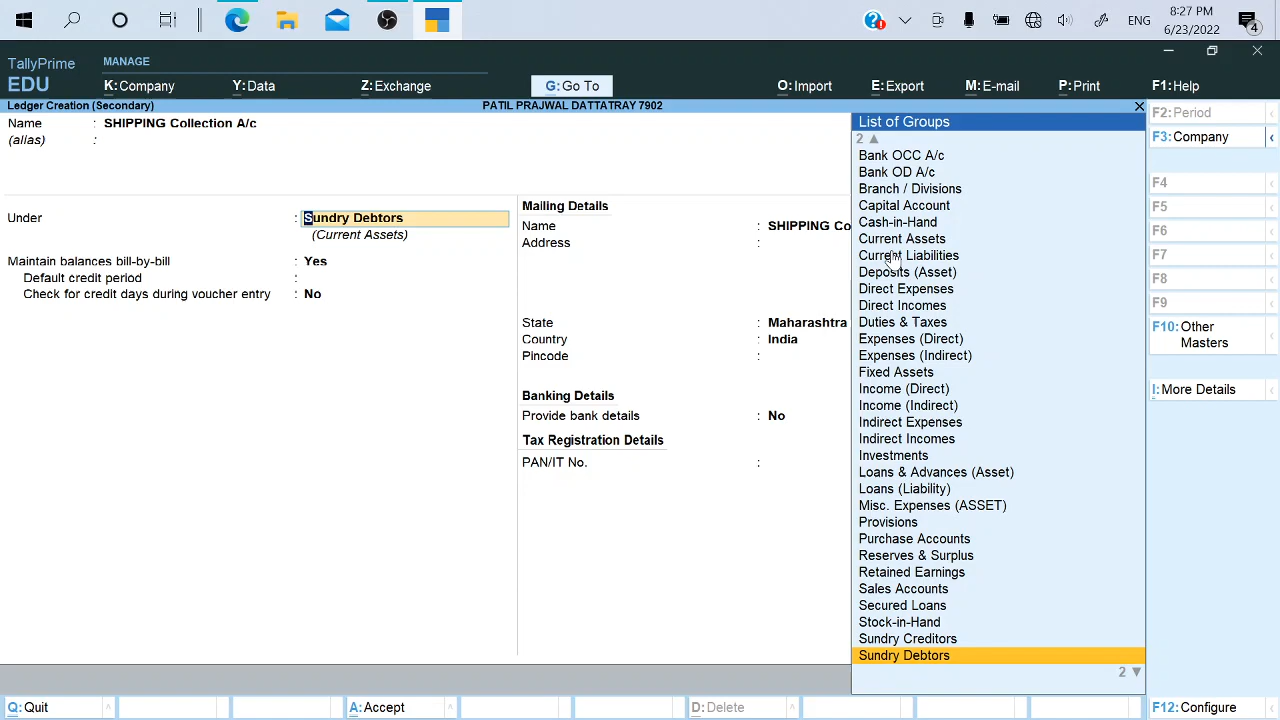 ENG
8:27 PM
6/23/2022
4
TallyPrime
EDU
MANAGE
K:Company
Y:Data
Z:Exchange
G:Go To
O:Import
E:Export
M:E-mail
P:Print
F1:Help
Ledger Creation (Secondary)
PATIL PRAJWAL DATTATRAY 7902
Name : SHIPPING Collection A/c
(alias) :
Under : Sundry Debtors
(Current Assets)
Maintain balances bill-by-bill : Yes
Default credit period :
Check for credit days during voucher entry : No
Mailing Details
Name : SHIPPING Co
Address :
State : Maharashtra
Country : India
Pincode :
Banking Details
Provide bank details : No
Tax Registration Details
PAN/IT No. :
List of Groups
2 ▲
Bank OCC A/c
Bank OD A/c
Branch / Divisions
Capital Account
Cash-in-Hand
Current Assets
Current Liabilities
Deposits (Asset)
Direct Expenses
Direct Incomes
Duties & Taxes
Expenses (Direct)
Expenses (Indirect)
Fixed Assets
Income (Direct)
Income (Indirect)
Indirect Expenses
Indirect Incomes
Investments
Loans & Advances (Asset)
Loans (Liability)
Misc. Expenses (ASSET)
Provisions
Purchase Accounts
Reserves & Surplus
Retained Earnings
Sales Accounts
Secured Loans
Stock-in-Hand
Sundry Creditors
Sundry Debtors
2 ▼
F2:Period
F3:Company
F4
F5
F6
F7
F8
F9
F10:Other
Masters
I:More Details
Q:Quit
A:Accept
D:Delete
F12:Configure